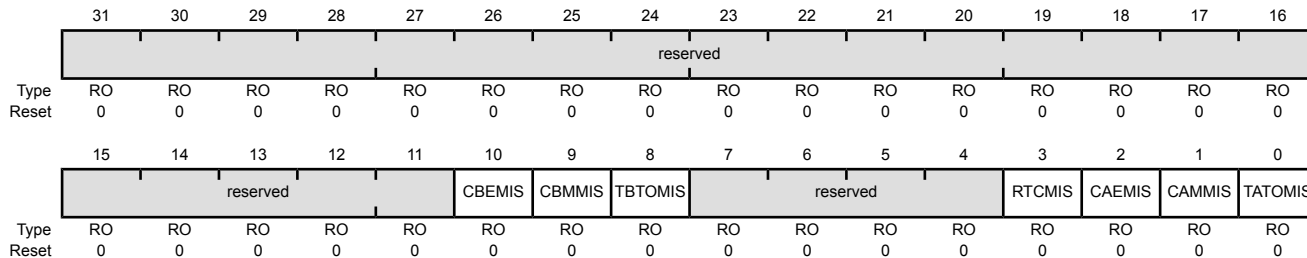 31 30 29 28 27 26 25 24 23 22 21 20 19 18 17 16
reserved
Type RO RO RO RO RO RO RO RO RO RO RO RO RO RO RO RO
Reset 0 0 0 0 0 0 0 0 0 0 0 0 0 0 0 0
15 14 13 12 11 10 9 8 7 6 5 4 3 2 1 0
reserved CBEMIS CBMMIS TBTOMIS reserved RTCMIS CAEMIS CAMMIS TATOMIS
Type RO RO RO RO RO RO RO RO RO RO RO RO RO RO RO RO
Reset 0 0 0 0 0 0 0 0 0 0 0 0 0 0 0 0